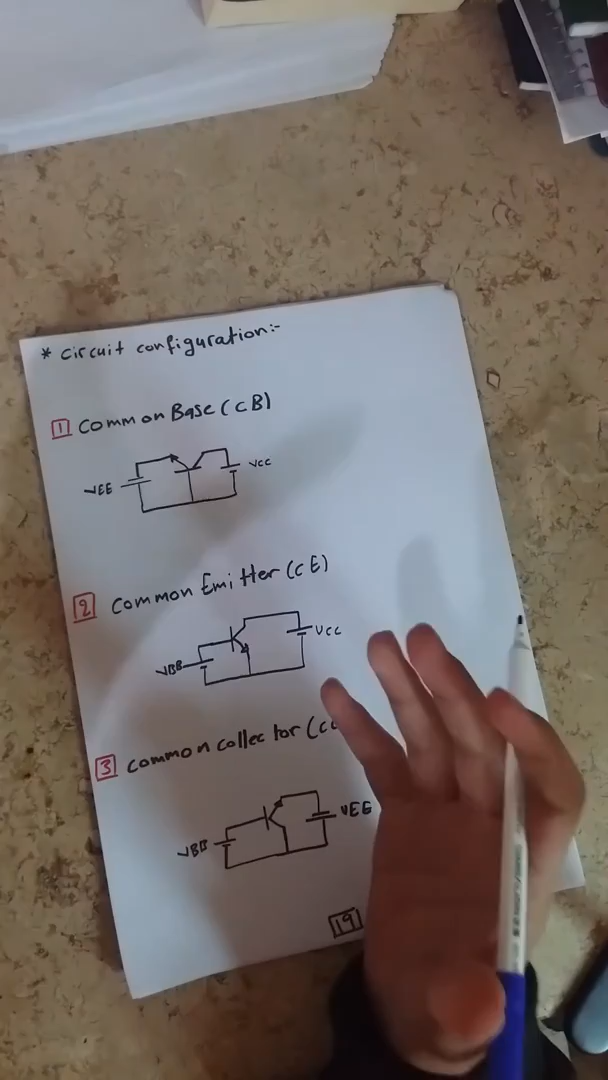 * Circuit configuration:-
1 Common Base (CB)
VEE VCC
2 Common Emitter (CE)
VBB VCC
3 Common collector (C
VBB VEE
19